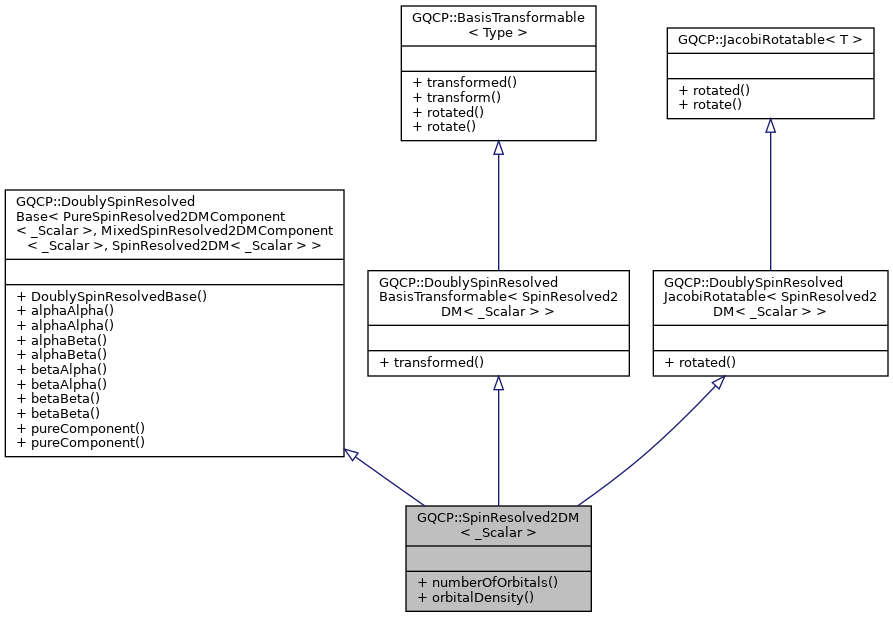 GQCP::BasisTransformable
< Type >
+ transformed()
+ transform()
+ rotated()
+ rotate()
GQCP::JacobiRotatable< T >
+ rotated()
+ rotate()
GQCP::DoublySpinResolved
Base< PureSpinResolved2DMComponent
< _Scalar >, MixedSpinResolved2DMComponent
< _Scalar >, SpinResolved2DM< _Scalar > >
+ DoublySpinResolvedBase()
+ alphaAlpha()
+ alphaAlpha()
+ alphaBeta()
+ alphaBeta()
+ betaAlpha()
+ betaAlpha()
+ betaBeta()
+ betaBeta()
+ pureComponent()
+ pureComponent()
GQCP::DoublySpinResolved
BasisTransformable< SpinResolved2
DM< _Scalar > >
+ transformed()
GQCP::DoublySpinResolved
JacobiRotatable< SpinResolved2
DM< _Scalar > >
+ rotated()
GQCP::SpinResolved2DM
< _Scalar >
+ numberOfOrbitals()
+ orbitalDensity()